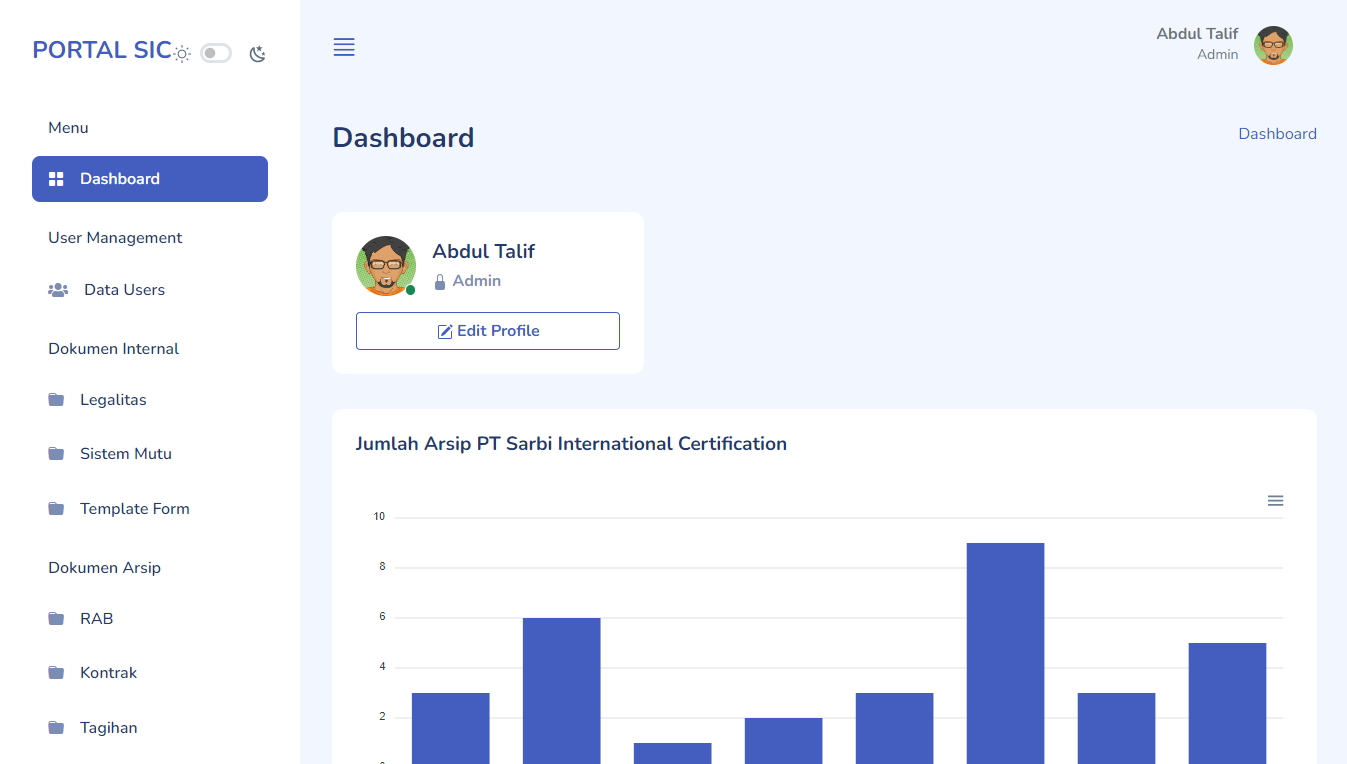 PORTAL SIC
Menu
Dashboard
User Management
Data Users
Dokumen Internal
Legalitas
Sistem Mutu
Template Form
Dokumen Arsip
RAB
Kontrak
Tagihan
Abdul Talif
Admin
Dashboard
Dashboard
Abdul Talif
Admin
Edit Profile
Jumlah Arsip PT Sarbi International Certification
10
8
6
4
2